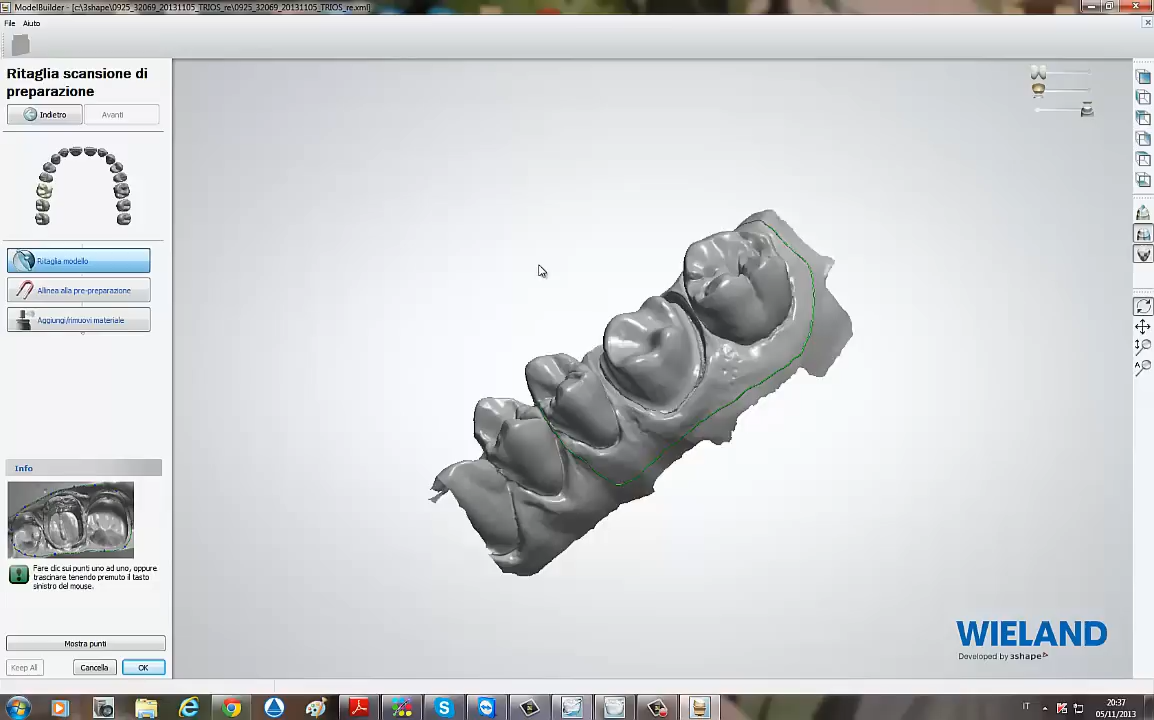 ModelBuilder - [c:\3shape\0925_32069_20131105_TRIOS_re\0925_32069_20131105_TRIOS_re.xml]
File Aiuto
Ritaglia scansione di
preparazione
Indietro
Avanti
Ritaglia modello
Allinea alla pre-preparazione
Aggiungi/rimuovi materiale
Info
Fare clic sui punti uno ad uno, oppure
trascinare tenendo premuto il tasto
sinistro del mouse.
Mostra punti
Keep All
Cancella
OK
WIELAND
Developed by 3shape
IT
20:37
05/11/2013